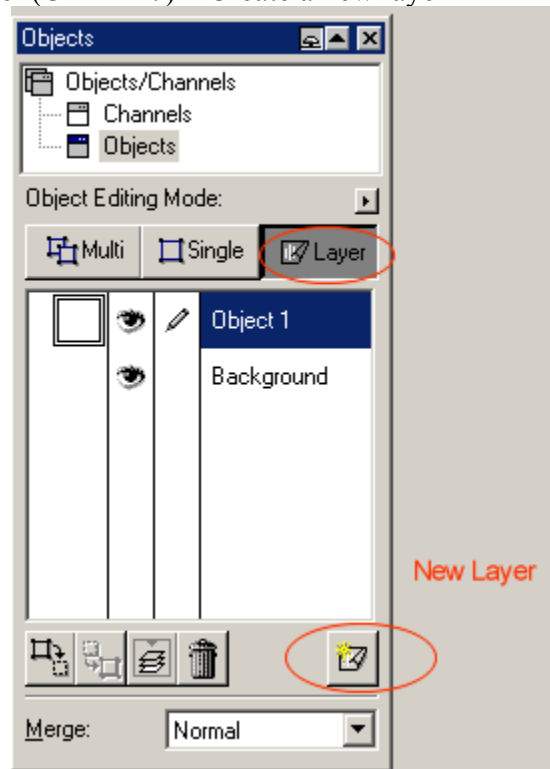 Objects
Objects/Channels
Channels
Objects
Object Editing Mode:
Multi Single Layer
Object 1
Background
New Layer
Merge: Normal